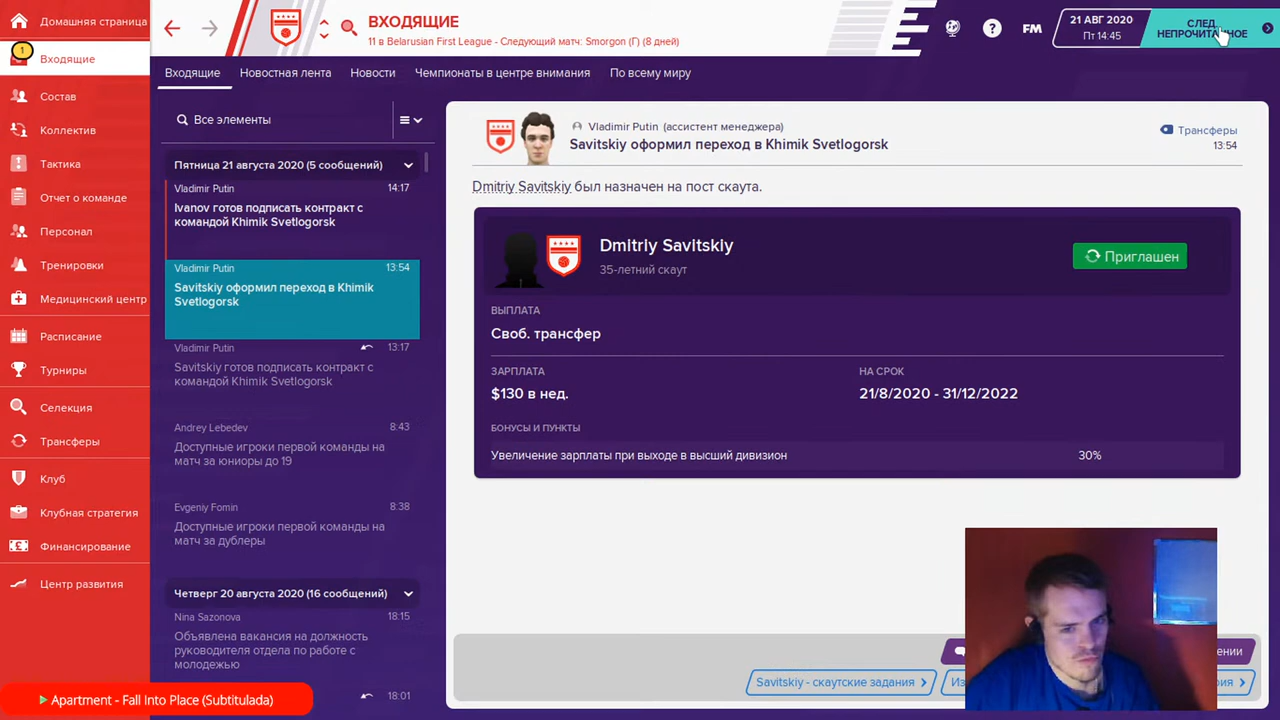 Домашняя страница
1
Входящие
Состав
Коллектив
Тактика
Отчет о команде
Персонал
Тренировки
Медицинский центр
Расписание
Турниры
Селекция
Трансферы
Клуб
Клубная стратегия
Финансирование
Центр развития
ВХОДЯЩИЕ
11 в Belarusian First League - Следующий матч: Smorgon (Г) (8 дней)
?
FM
21 АВГ 2020
Пт 14:45
СЛЕД.
НЕПРОЧИТАННОЕ
Входящие
Новостная лента
Новости
Чемпионаты в центре внимания
По всему миру
Все элементы
Пятница 21 августа 2020 (5 сообщений)
Vladimir Putin 14:17
Ivanov готов подписать контракт с
командой Khimik Svetlogorsk
Vladimir Putin 13:54
Savitskiy оформил переход в Khimik
Svetlogorsk
Vladimir Putin 13:17
Savitskiy готов подписать контракт с
командой Khimik Svetlogorsk
Andrey Lebedev 8:43
Доступные игроки первой команды на
матч за юниоры до 19
Evgeniy Fomin 8:38
Доступные игроки первой команды на
матч за дублеры
Четверг 20 августа 2020 (16 сообщений)
Nina Sazonova 18:15
Объявлена вакансия на должность
руководителя отдела по работе с
молодежью
18:01
Vladimir Putin (ассистент менеджера)
Savitskiy оформил переход в Khimik Svetlogorsk
Трансферы
13:54
Dmitriy Savitskiy был назначен на пост скаута.
Dmitriy Savitskiy
35-летний скаут
Приглашен
ВЫПЛАТА
Своб. трансфер
ЗАРПЛАТА
$130 в нед.
НА СРОК
21/8/2020 - 31/12/2022
БОНУСЫ И ПУНКТЫ
Увеличение зарплаты при выходе в высший дивизион 30%
Savitskiy - скаутские задания
Apartment - Fall Into Place (Subtitulada)